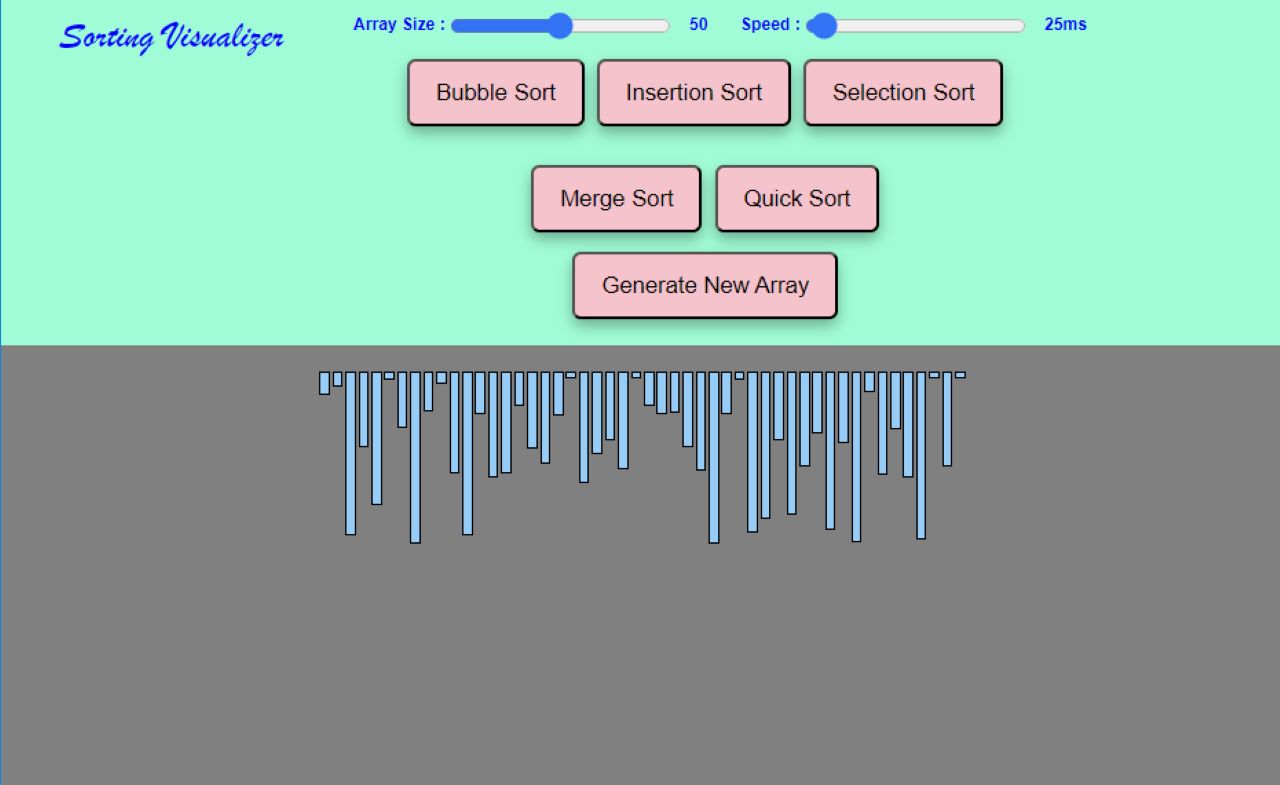 Sorting Visualizer
Array Size : 50 Speed : 25ms
Bubble Sort Insertion Sort Selection Sort
Merge Sort Quick Sort
Generate New Array